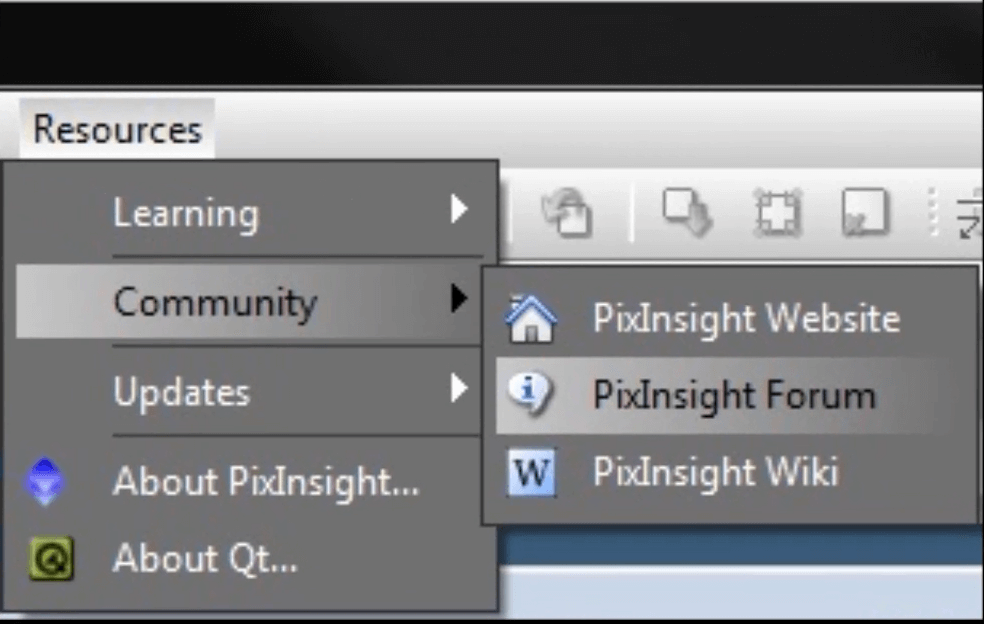 Resources
Learning
Community
Updates
About PixInsight...
About Qt...
PixInsight Website
PixInsight Forum
W
PixInsight Wiki